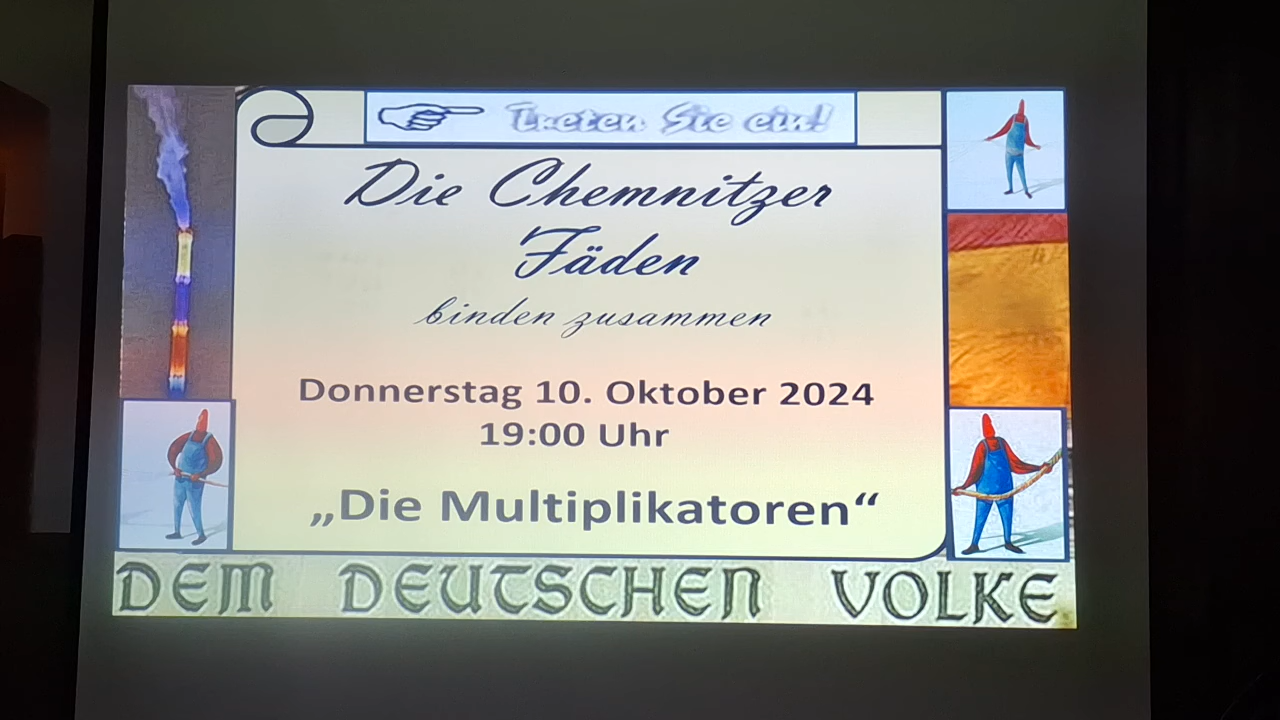 Treten Sie ein!
Die Chemnitzer
Fäden
binden zusammen
Donnerstag 10. Oktober 2024
19:00 Uhr
„Die Multiplikatoren“
DEM DEUTSCHEN VOLKE